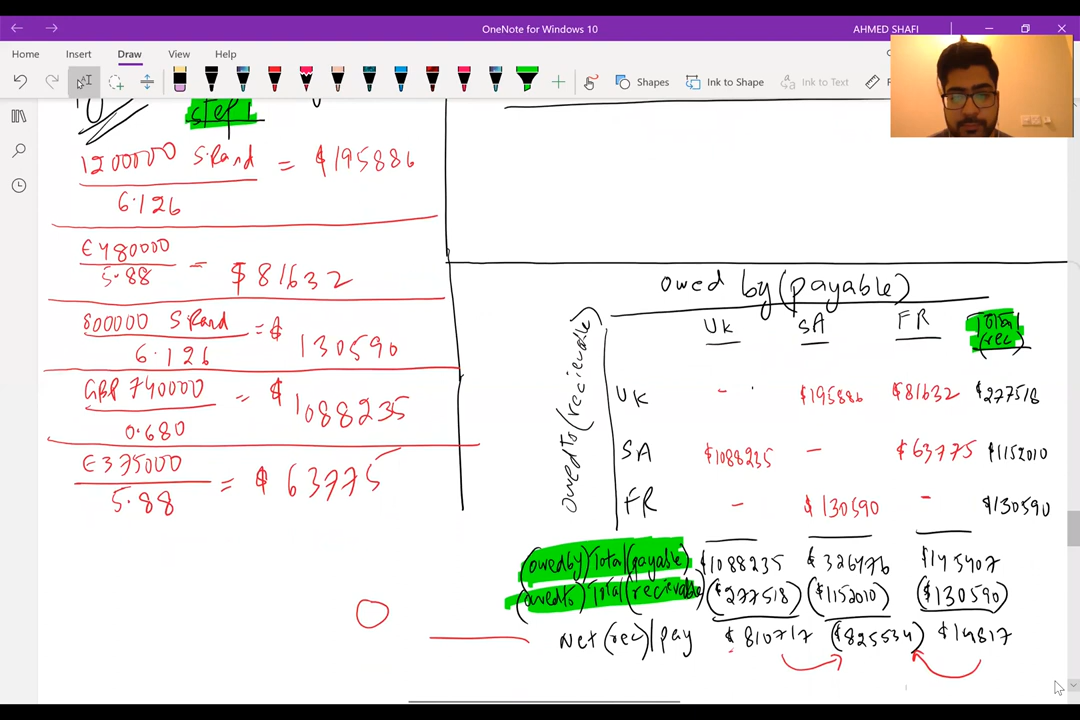 OneNote for Windows 10
AHMED SHAFI
Home Insert Draw View Help
Shapes Ink to Shape Ink to Text
Step 1
1200000 S.Rand = $195886
6.126
€480000 = $81632
5.88
800000 S.Rand = $130590
6.126
GBP 740000 = $1088235
0.680
€375000 = $63775
5.88
owed by (payable)
owed to (recievable)
UK SA FR Total (rec)
UK - $195886 $81632 $277518
SA $1088235 - $63775 $1152010
FR - $130590 - $130590
(owed by) Total (payable) $1088235 $326476 $145407
(owed to) Total (recievable) ($277518) ($1152010) ($130590)
Net (rec)/pay $810717 ($825534) $14817